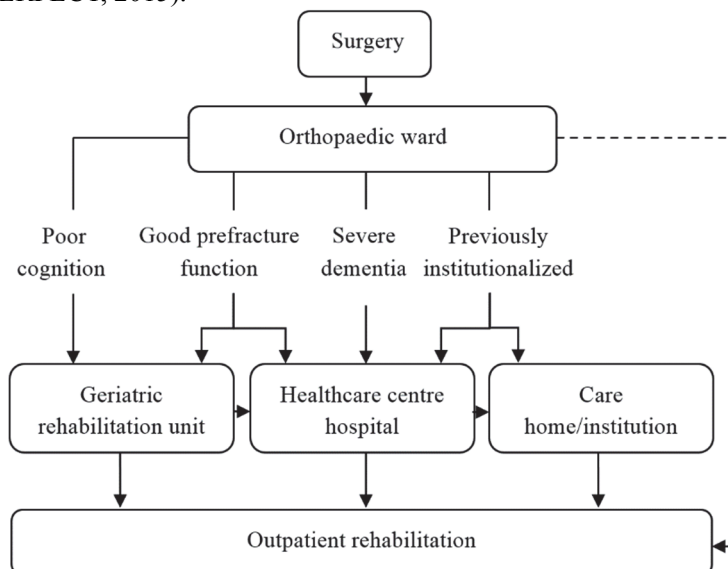 Surgery
Orthopaedic ward
Poor
cognition
Good prefracture
function
Severe
dementia
Previously
institutionalized
Geriatric
rehabilitation unit
Healthcare centre
hospital
Care
home/institution
Outpatient rehabilitation